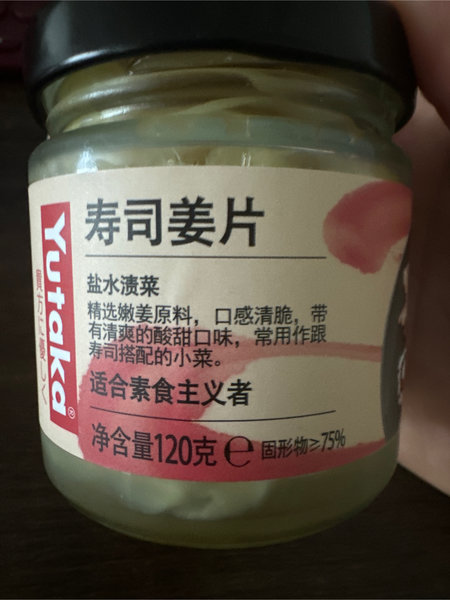 寿司姜片
Yutaka®
盐水渍菜
精选嫩姜原料，口感清脆，带
有清爽的酸甜口味，常用作跟
寿司搭配的小菜。
适合素食主义者
净含量120克 ℮ 固形物≥75%